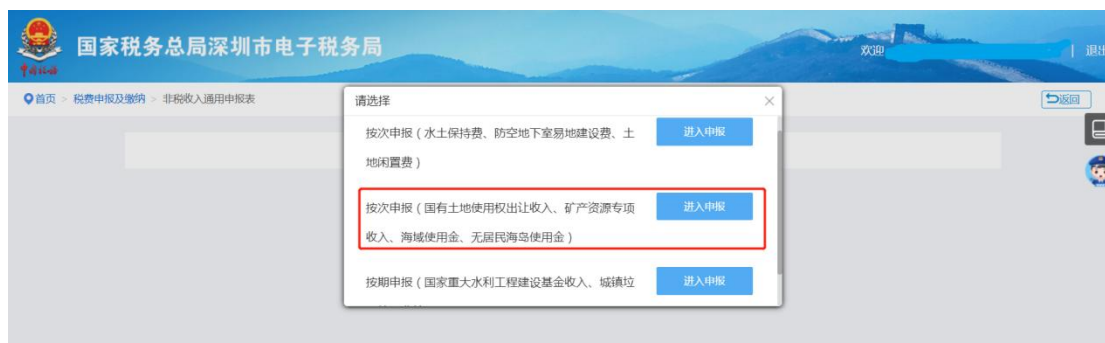 国家税务总局深圳市电子税务局
欢迎
| 退出
中国税务
首页 > 税费申报及缴纳 > 非税收入通用申报表
返回
请选择
按次申报（水土保持费、防空地下室易地建设费、土
地闲置费）
进入申报
按次申报（国有土地使用权出让收入、矿产资源专项
收入、海域使用金、无居民海岛使用金）
进入申报
按期申报（国家重大水利工程建设基金收入、城镇垃
进入申报